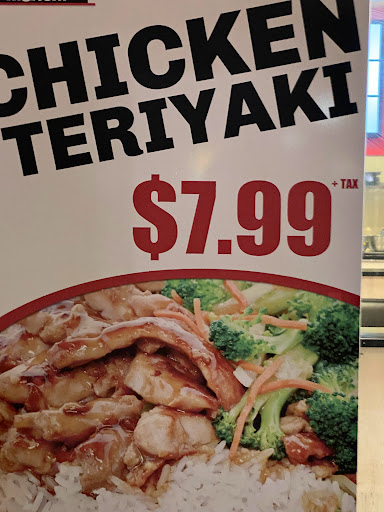 CHICKEN
TERIYAKI
$7.99 + TAX